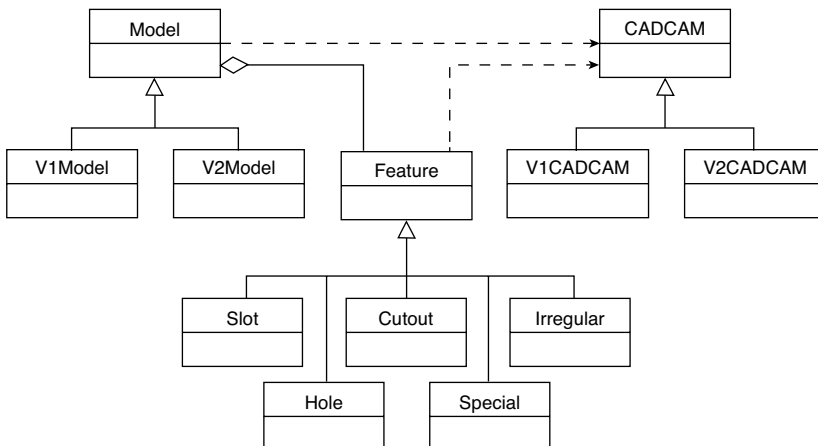 Model
CADCAM
V1Model
V2Model
Feature
V1CADCAM
V2CADCAM
Slot
Cutout
Irregular
Hole
Special